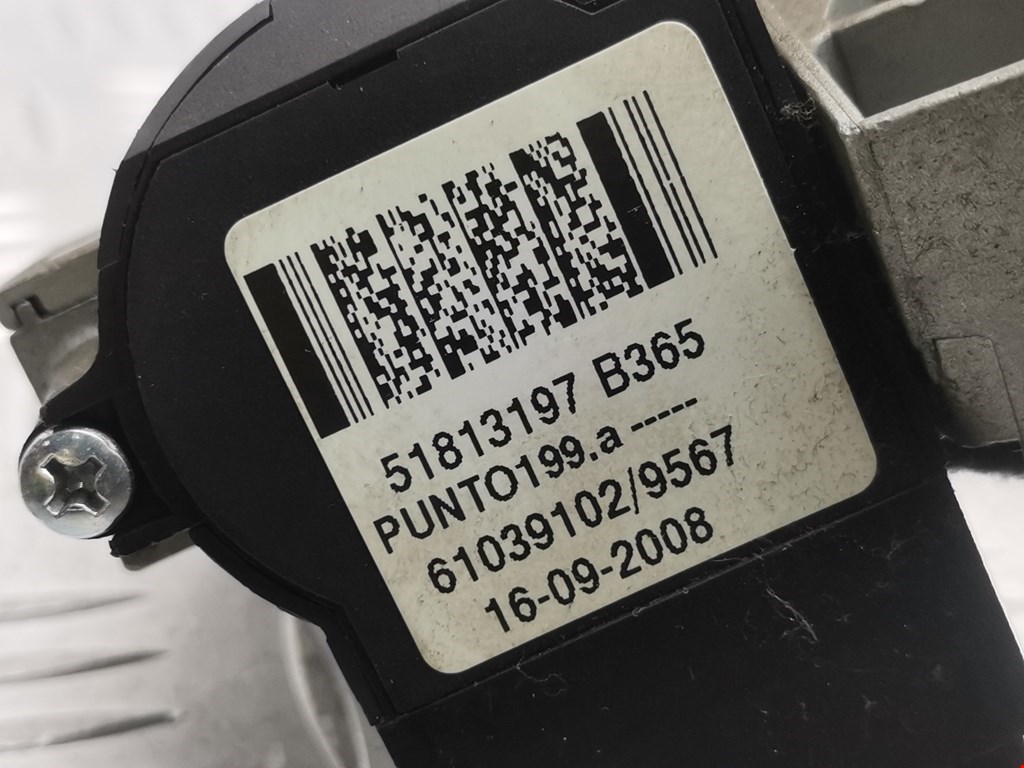 51813197 B365
PUNTO199.a -----
61039102/9567
16-09-2008